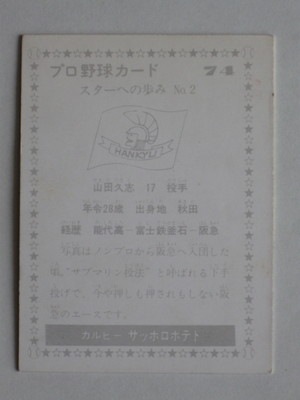 プロ野球カード 74
スターへの歩み No.2
HANKYU
山田久志 17 投手
年令28歳 出身地 秋田
経歴 能代高—富士鉄釜石—阪急
写真はノンプロから阪急へ入団した
頃。"サブマリン投法"と呼ばれる下手
投げで、今や押しも押されもしない阪
急のエースです。
カルビー サッポロポテト